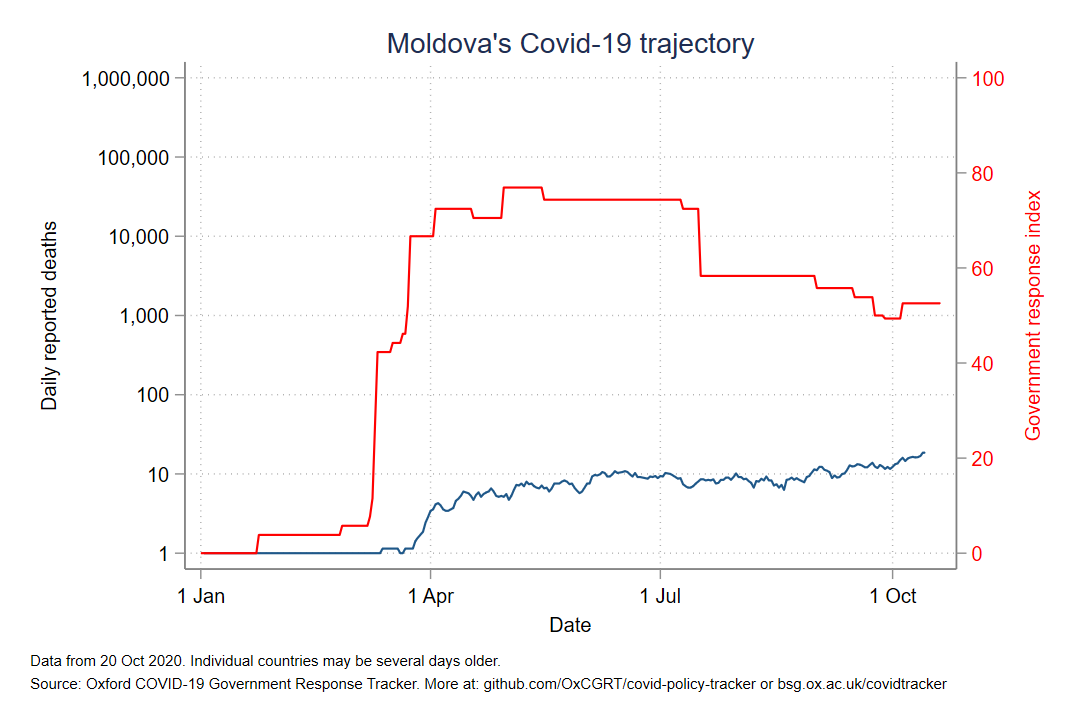 Moldova's Covid-19 trajectory
1,000,000
100,000
10,000
1,000
100
10
1
Daily reported deaths
100
80
60
40
20
0
Government response index
1 Jan
1 Apr
1 Jul
1 Oct
Date
Data from 20 Oct 2020. Individual countries may be several days older.
Source: Oxford COVID-19 Government Response Tracker. More at: github.com/OxCGRT/covid-policy-tracker or bsg.ox.ac.uk/covidtracker